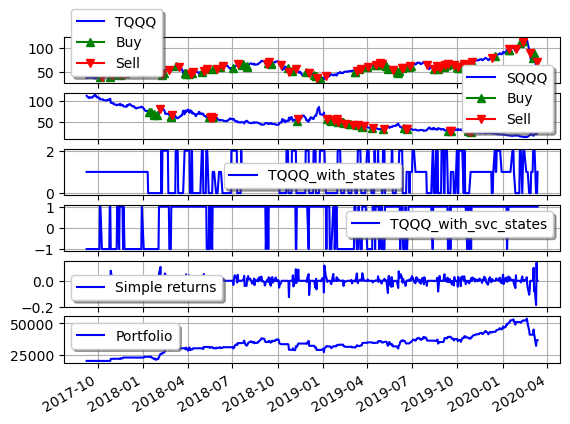 TQQQ
Buy
Sell
100
50
SQQQ
Buy
Sell
100
50
2
0
TQQQ_with_states
1
−1
TQQQ_with_svc_states
0.0
−0.2
Simple returns
50000
25000
Portfolio
2017-10
2018-01
2018-04
2018-07
2018-10
2019-01
2019-04
2019-07
2019-10
2020-01
2020-04